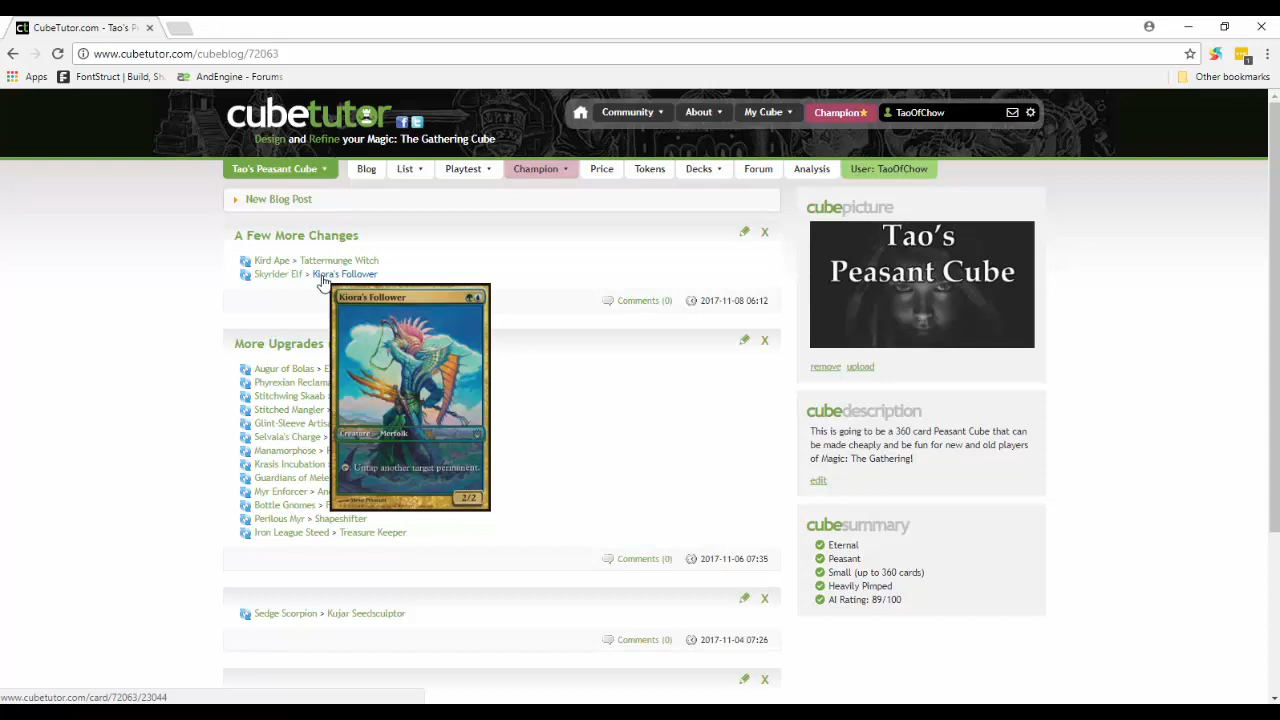 CubeTutor.com - Tao's P
www.cubetutor.com/cubeblog/72063
Apps
FontStruct | Build, Sh
AndEngine - Forums
Other bookmarks
cubetutor
Design and Refine your Magic: The Gathering Cube
Community
About
My Cube
Champion
TaoOfChow
Tao's Peasant Cube
Blog
List
Playtest
Champion
Price
Tokens
Decks
Forum
Analysis
User: TaoOfChow
New Blog Post
A Few More Changes
X
Kird Ape > Tattermunge Witch
Skyrider Elf > Kiora's Follower
Comments (0)
2017-11-08 06:12
Kiora's Follower
Creature - Merfolk
: Untap another target permanent.
2/2
More Upgrades
X
Augur of Bolas > E
Phyrexian Reclama
Stitchwing Skaab >
Stitched Mangler >
Glint-Sleeve Artis
Selvala's Charge >
Manamorphose >
Krasis Incubation >
Guardians of Mele
Myr Enforcer > An
Bottle Gnomes >
Perilous Myr > Shapeshifter
Iron League Steed > Treasure Keeper
Comments (0)
2017-11-06 07:35
X
Sedge Scorpion > Kujar Seedsculptor
Comments (0)
2017-11-04 07:26
X
cubepicture
Tao's
Peasant Cube
remove upload
cubedescription
This is going to be a 360 card Peasant Cube that can
be made cheaply and be fun for new and old players
of Magic: The Gathering!
edit
cubesummary
Eternal
Peasant
Small (up to 360 cards)
Heavily Pimped
AI Rating: 89/100
www.cubetutor.com/card/72063/23044